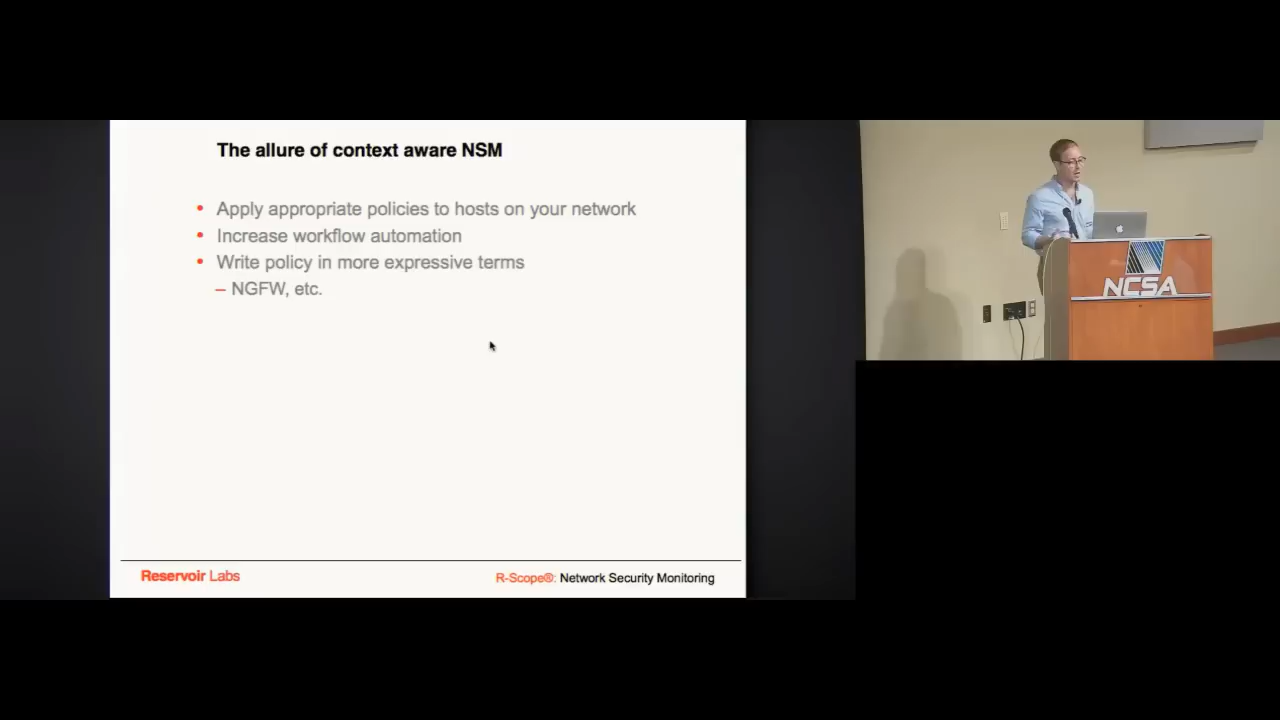 The allure of context aware NSM
• Apply appropriate policies to hosts on your network
• Increase workflow automation
• Write policy in more expressive terms
– NGFW, etc.
Reservoir Labs
R-Scope®: Network Security Monitoring
NCSA